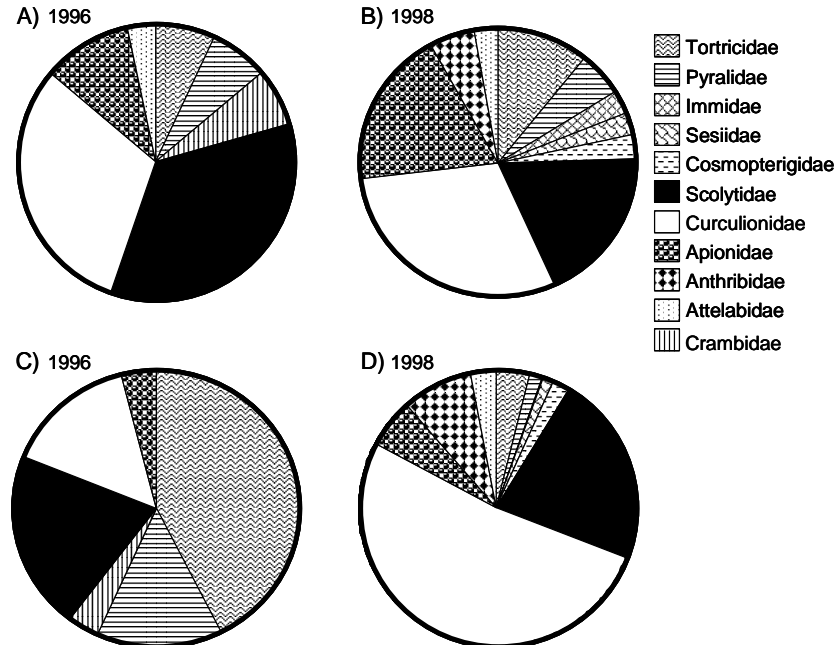 A) 1996
B) 1998
Tortricidae
Pyralidae
Immidae
Sesiidae
Cosmopterigidae
Scolytidae
Curculionidae
Apionidae
Anthribidae
Attelabidae
Crambidae
C) 1996
D) 1998